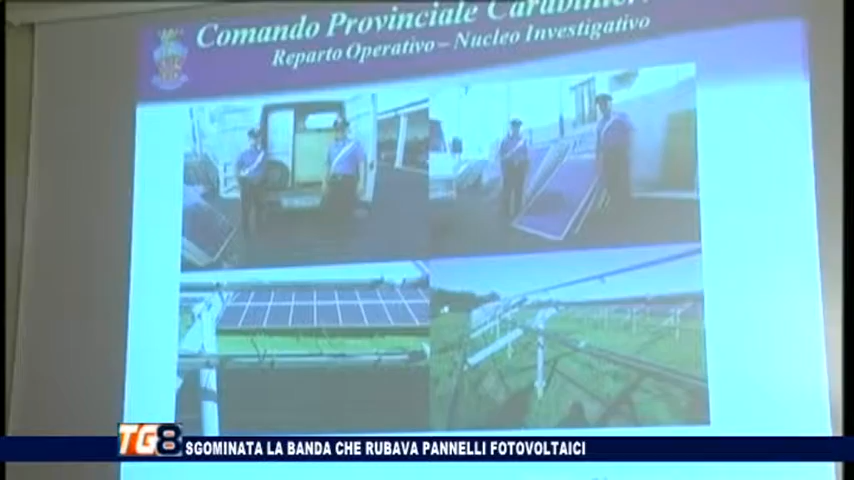 Comando Provinciale Carabinieri
Reparto Operativo – Nucleo Investigativo
TG8
SGOMINATA LA BANDA CHE RUBAVA PANNELLI FOTOVOLTAICI